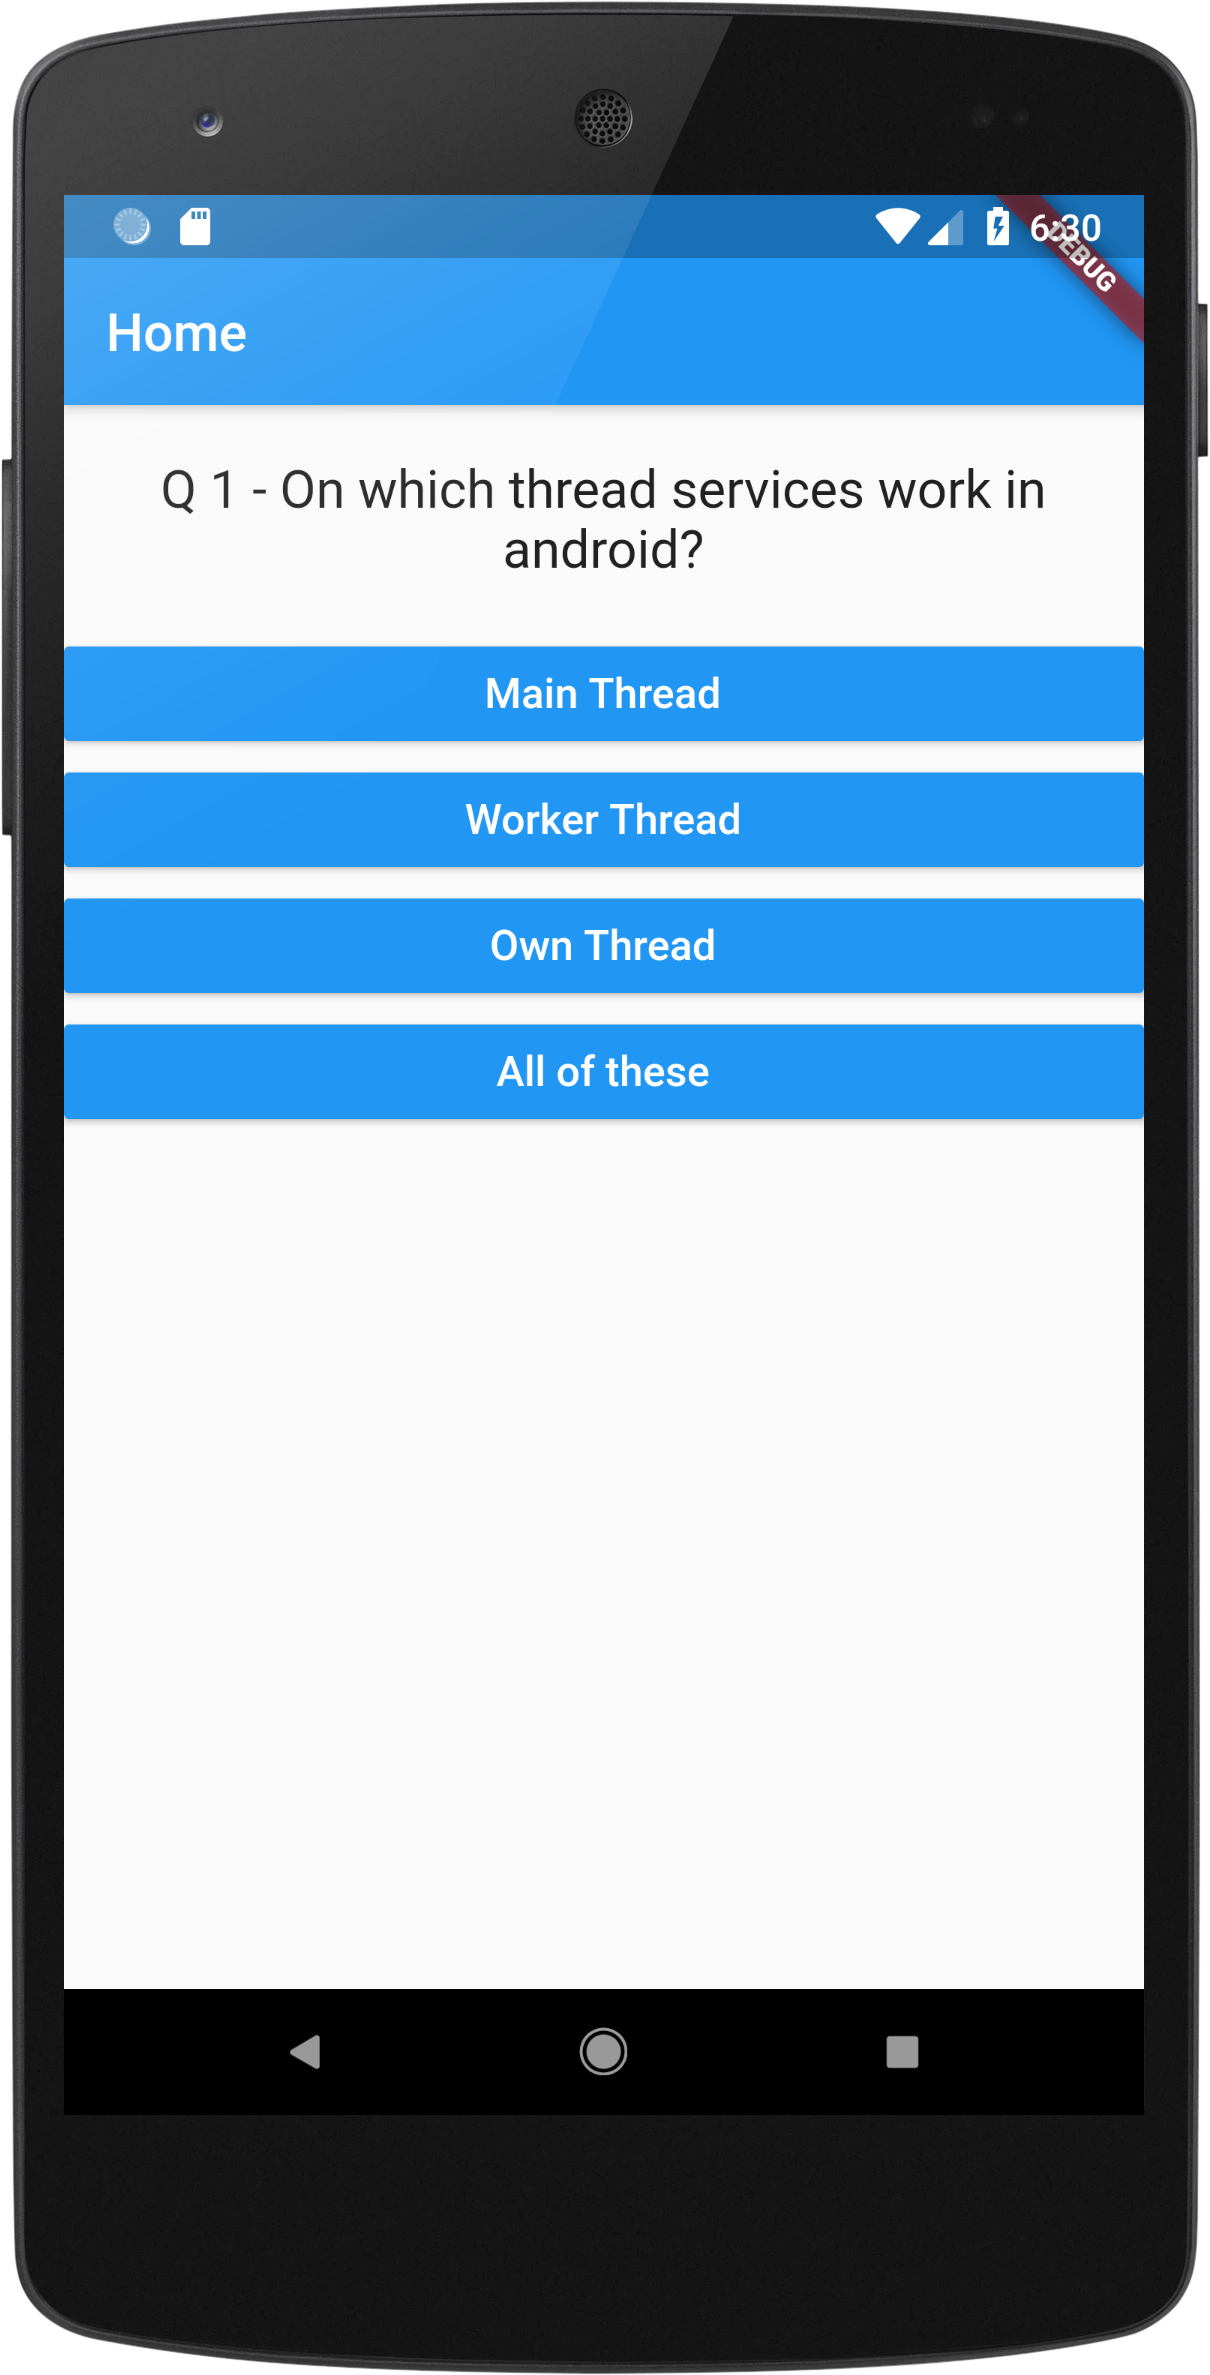 6:30
DEBUG
Home
Q 1 - On which thread services work in
android?
Main Thread
Worker Thread
Own Thread
All of these